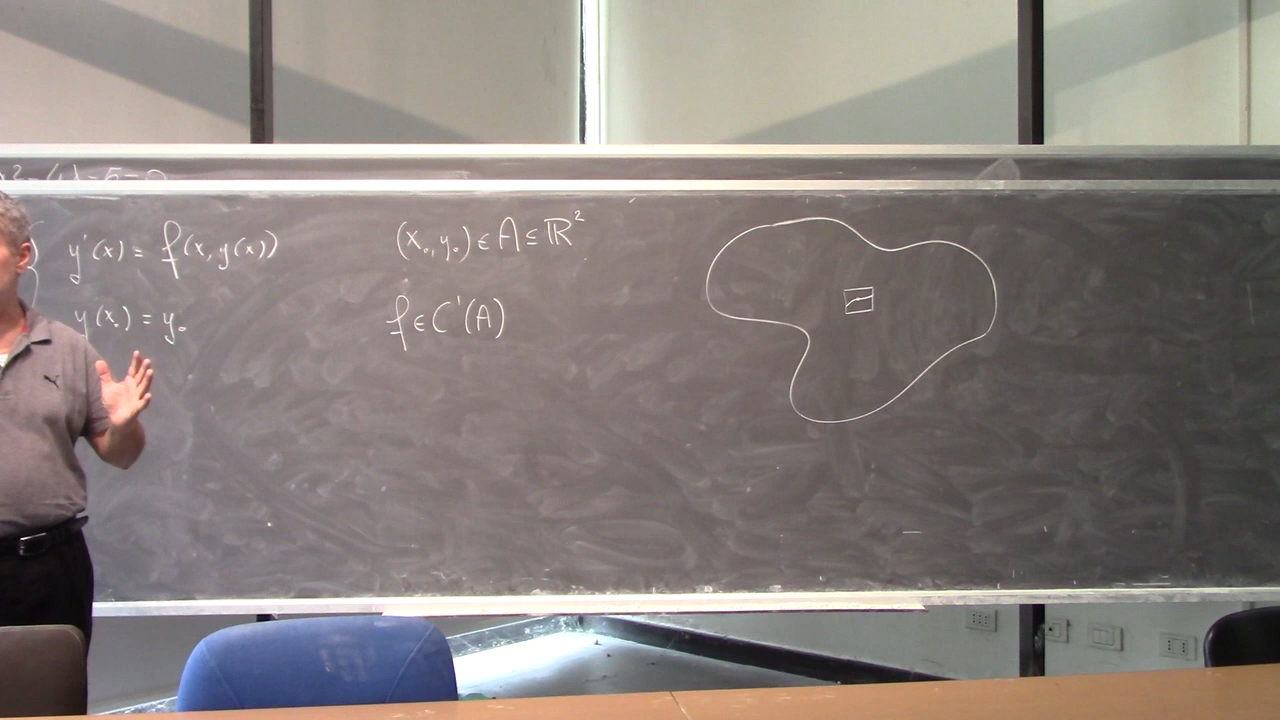 y'(x) = f(x, y(x))
y(x₀) = y₀
(x₀, y₀) ∈ A ⊆ ℝ²
f ∈ C¹(A)